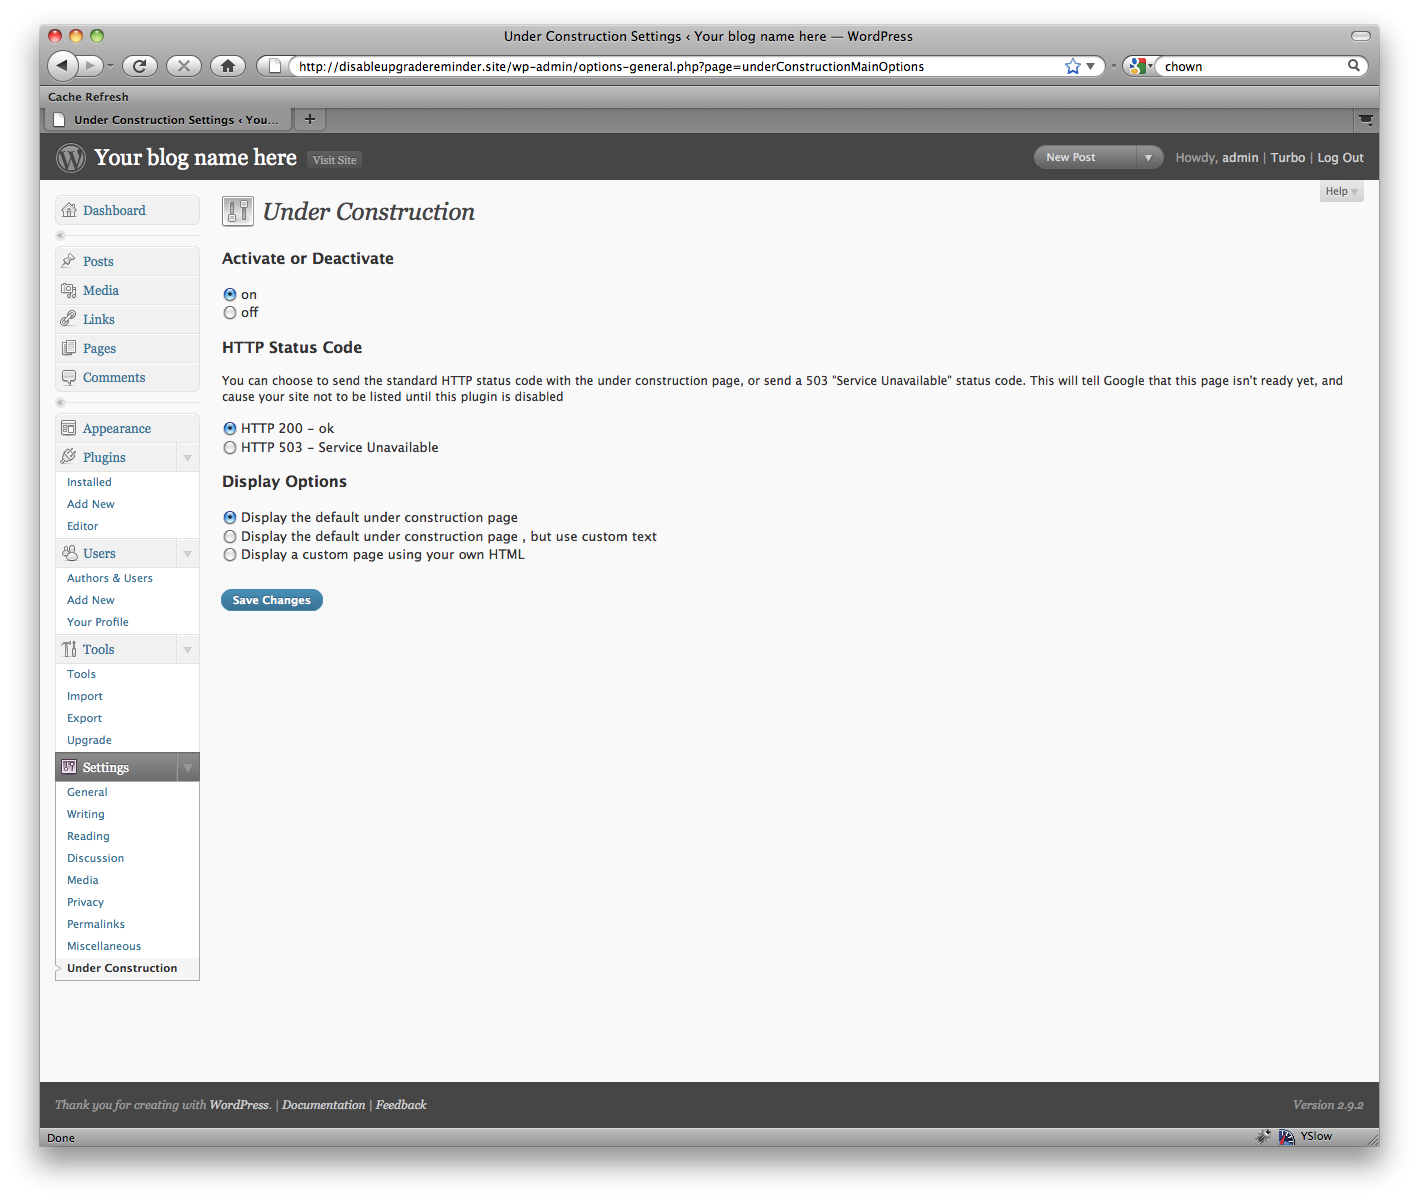 Under Construction Settings ‹ Your blog name here — WordPress
http://disableupgradereminder.site/wp-admin/options-general.php?page=underConstructionMainOptions
chown
Cache Refresh
Under Construction Settings ‹ You...
Your blog name here
Visit Site
New Post
Howdy, admin | Turbo | Log Out
Help
Dashboard
Posts
Media
Links
Pages
Comments
Appearance
Plugins
Installed
Add New
Editor
Users
Authors & Users
Add New
Your Profile
Tools
Tools
Import
Export
Upgrade
Settings
General
Writing
Reading
Discussion
Media
Privacy
Permalinks
Miscellaneous
Under Construction
Under Construction
Activate or Deactivate
on
off
HTTP Status Code
You can choose to send the standard HTTP status code with the under construction page, or send a 503 "Service Unavailable" status code. This will tell Google that this page isn't ready yet, and
cause your site not to be listed until this plugin is disabled
HTTP 200 - ok
HTTP 503 - Service Unavailable
Display Options
Display the default under construction page
Display the default under construction page , but use custom text
Display a custom page using your own HTML
Save Changes
Thank you for creating with WordPress. | Documentation | Feedback
Version 2.9.2
Done
YSlow